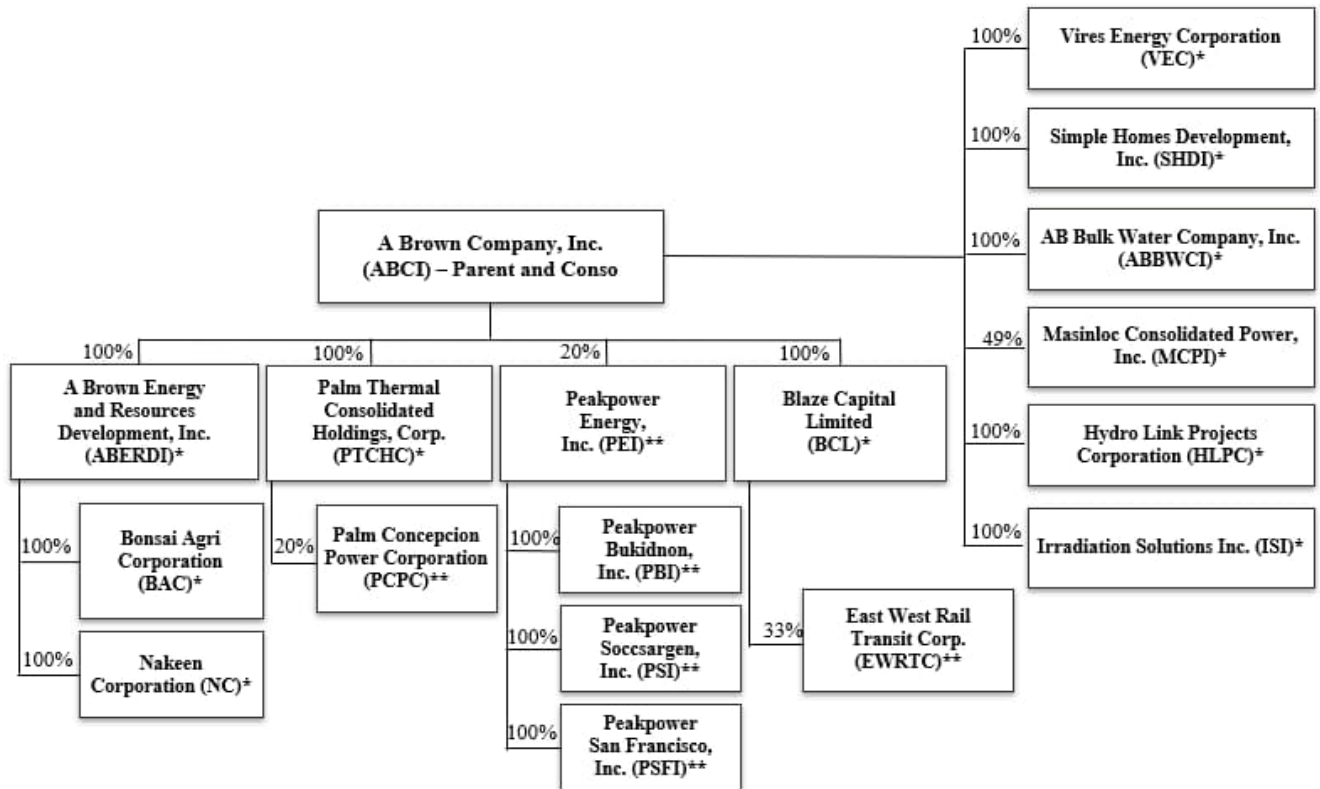 100%
Vires Energy Corporation
(VEC)*
100%
Simple Homes Development,
Inc. (SHDI)*
A Brown Company, Inc.
(ABCI) – Parent and Conso
100%
AB Bulk Water Company, Inc.
(ABBWCI)*
49%
Masinloc Consolidated Power,
Inc. (MCPI)*
100%
Hydro Link Projects
Corporation (HLPC)*
100%
Irradiation Solutions Inc. (ISI)*
100%
A Brown Energy
and Resources
Development, Inc.
(ABERDI)*
100%
Palm Thermal
Consolidated
Holdings, Corp.
(PTCHC)*
20%
Peakpower
Energy,
Inc. (PEI)**
100%
Blaze Capital
Limited
(BCL)*
100%
Bonsai Agri
Corporation
(BAC)*
100%
Nakeen
Corporation (NC)*
20%
Palm Concepcion
Power Corporation
(PCPC)**
100%
Peakpower
Bukidnon,
Inc. (PBI)**
100%
Peakpower
Soccsargen,
Inc. (PSI)**
100%
Peakpower
San Francisco,
Inc. (PSFI)**
33%
East West Rail
Transit Corp.
(EWRTC)**